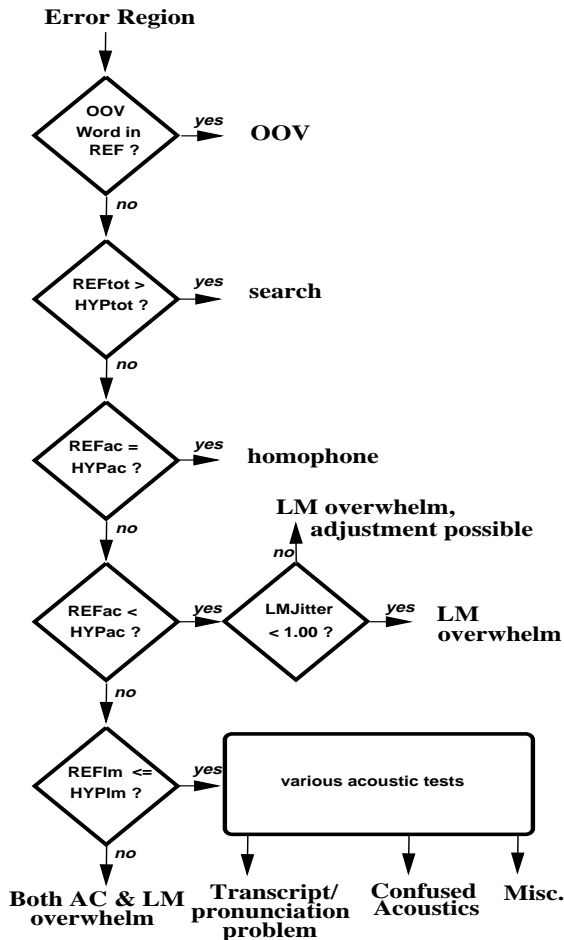 Error Region
OOV
Word in
REF ?
yes
OOV
no
REFtot >
HYPtot ?
yes
search
no
REFac =
HYPac ?
yes
homophone
no
LM overwhelm,
adjustment possible
no
REFac <
HYPac ?
yes
LMJitter
< 1.00 ?
yes
LM
overwhelm
no
REFlm <=
HYPlm ?
yes
various acoustic tests
no
Both AC & LM
overwhelm
Transcript/
pronunciation
problem
Confused
Acoustics
Misc.